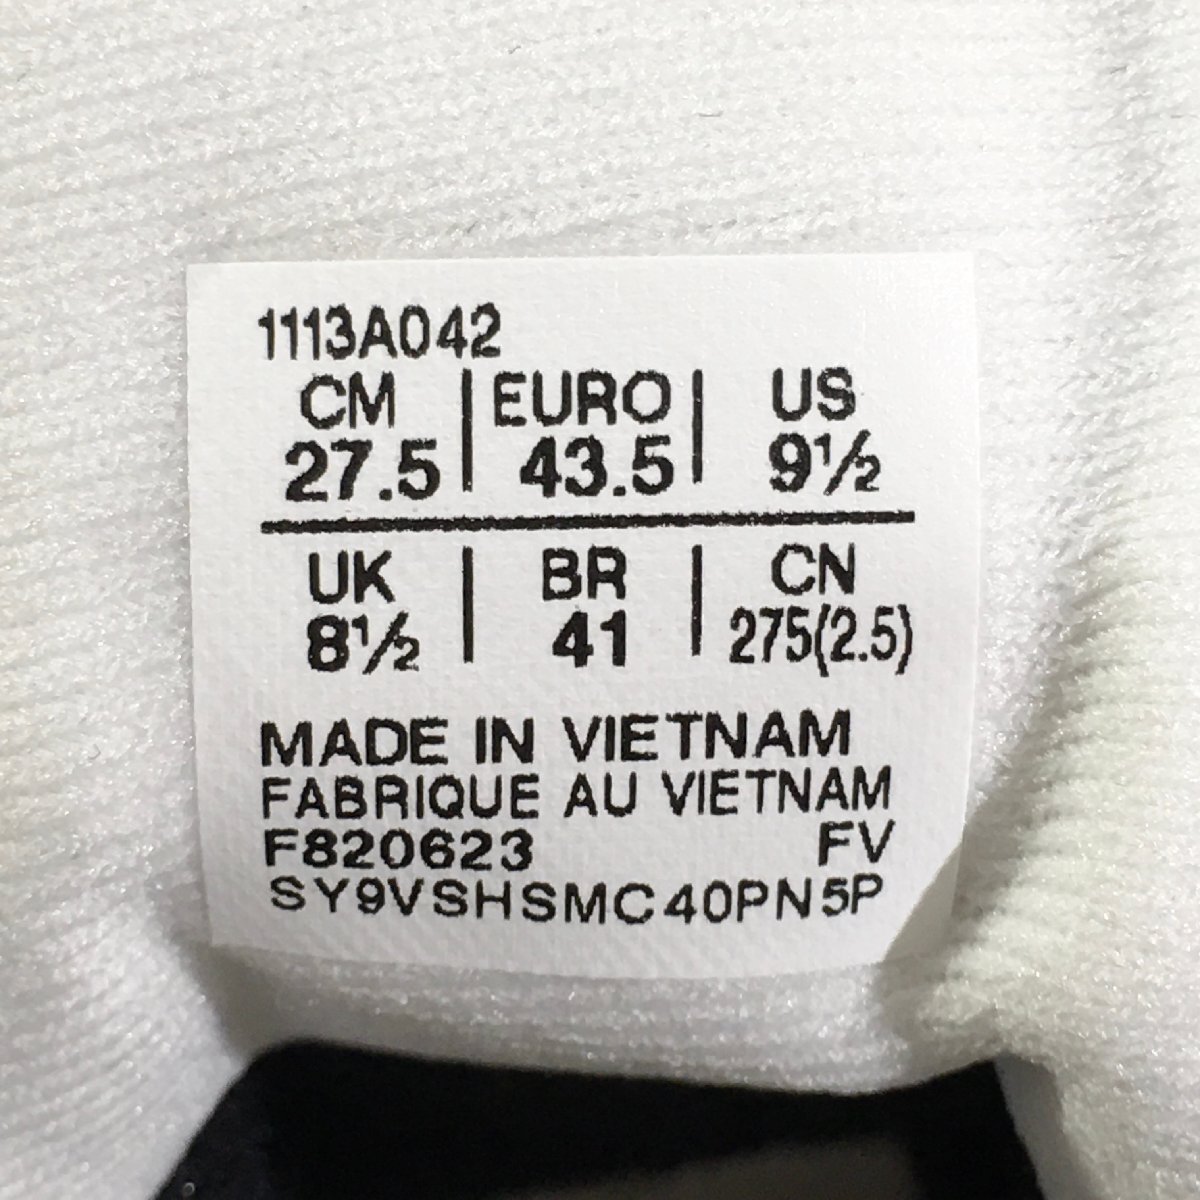 1113A042
CM | EURO | US
27.5 | 43.5 | 9½
UK | BR | CN
8½ | 41 | 275(2.5)
MADE IN VIETNAM
FABRIQUE AU VIETNAM
F820623 FV
SY9VSHSMC40PN5P